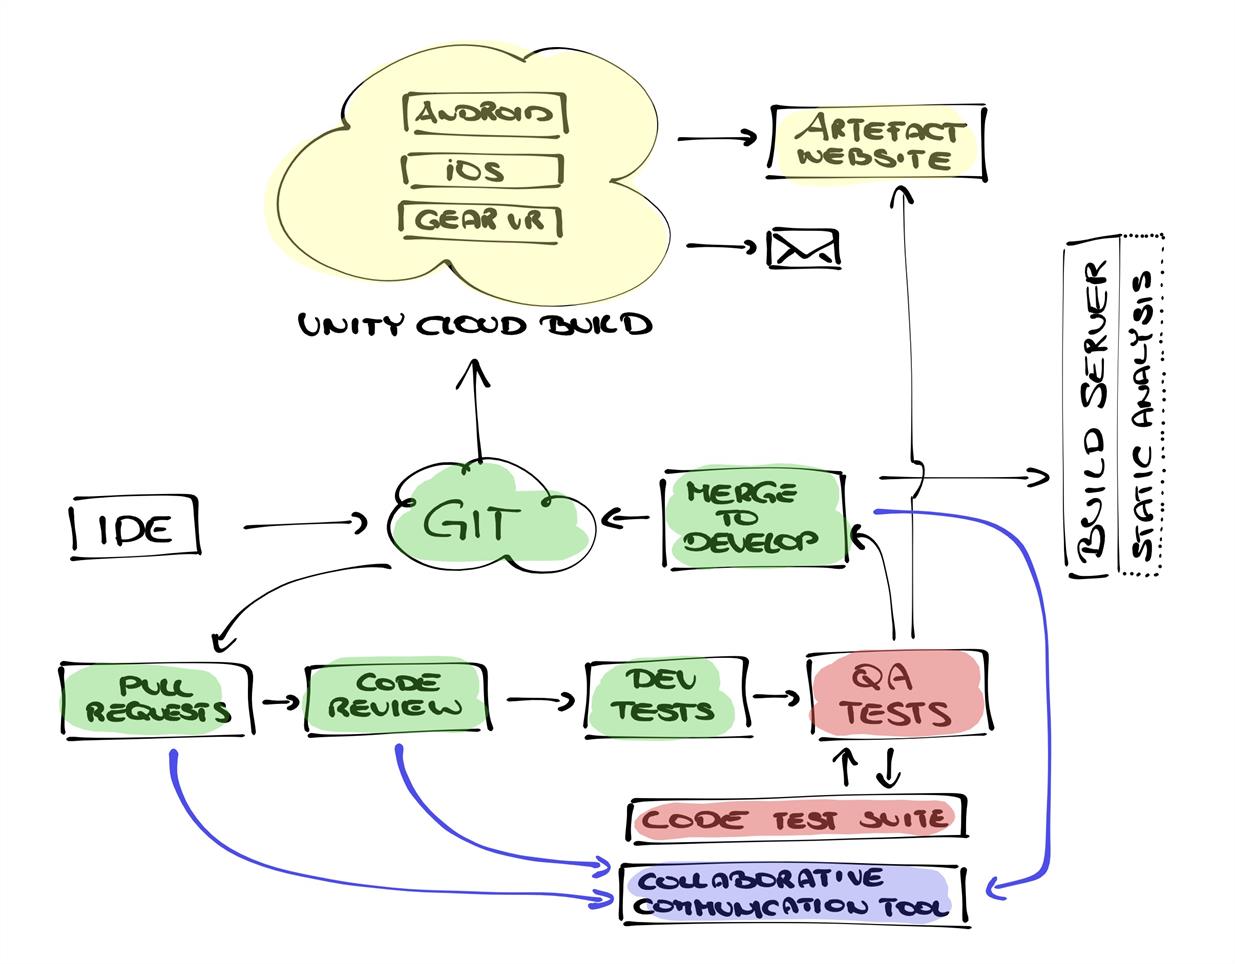 ANDROID
iOS
GEAR VR
UNITY CLOUD BUILD
ARTEFACT
WEBSITE
BUILD SERVER
STATIC ANALYSIS
IDE
GIT
MERGE
TO
DEVELOP
PULL
REQUESTS
CODE
REVIEW
DEV
TESTS
QA
TESTS
CODE TEST SUITE
COLLABORATIVE
COMMUNICATION TOOL